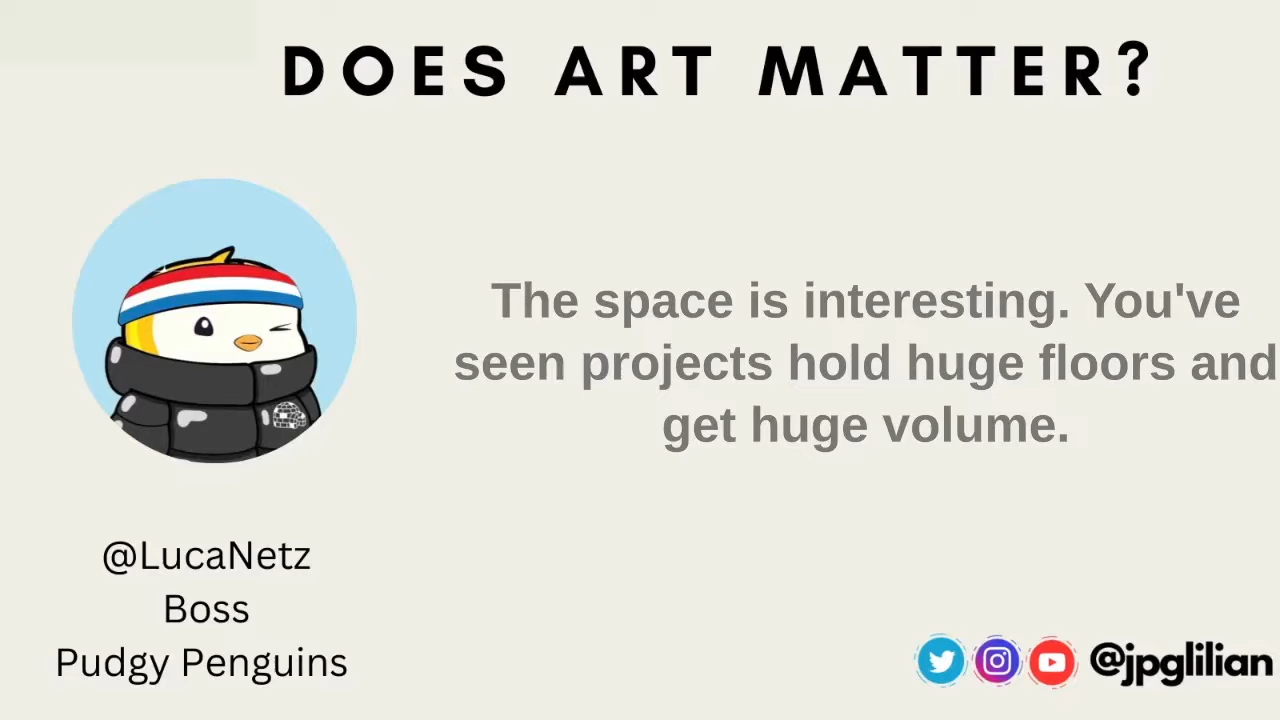 DOES ART MATTER?
The space is interesting. You've
seen projects hold huge floors and
get huge volume.
@LucaNetz
Boss
Pudgy Penguins
@jpglilian